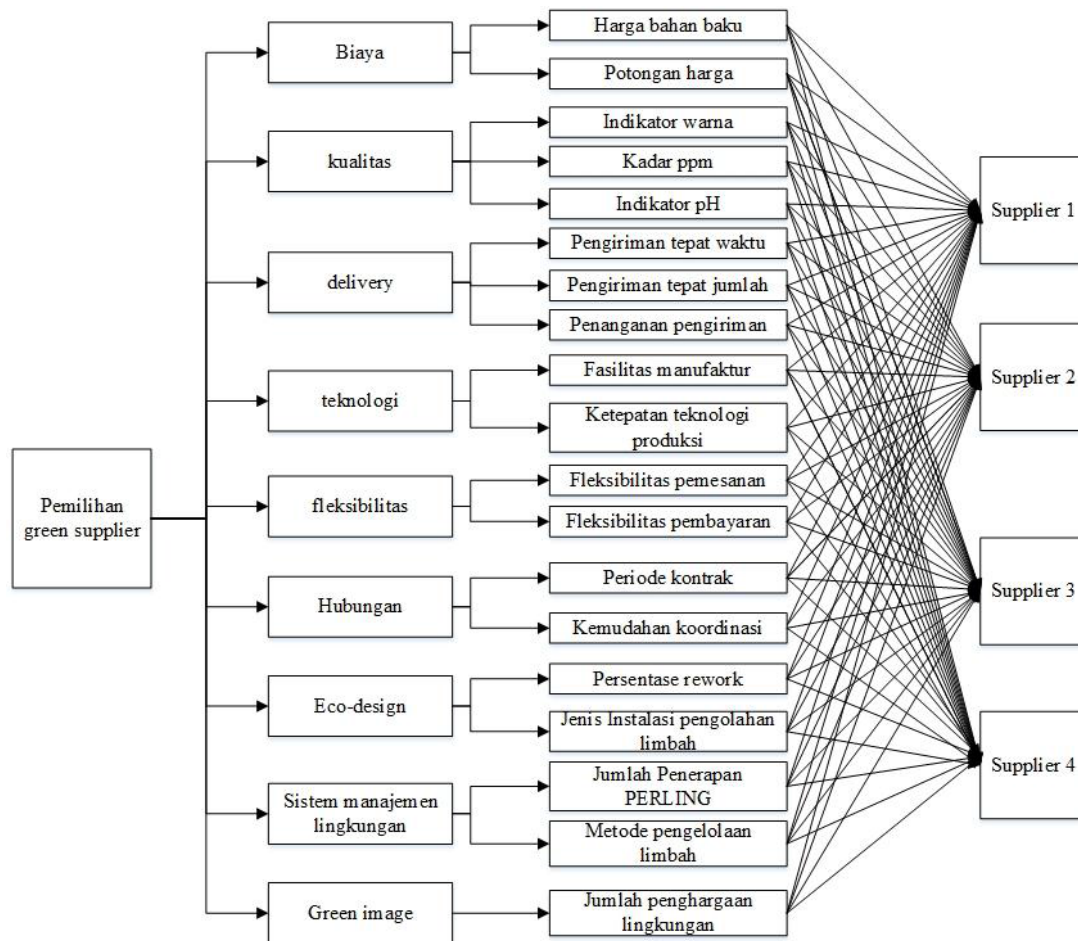 Pemilihan
green supplier
Biaya
kualitas
delivery
teknologi
fleksibilitas
Hubungan
Eco-design
Sistem manajemen
lingkungan
Green image
Harga bahan baku
Potongan harga
Indikator warna
Kadar ppm
Indikator pH
Pengiriman tepat waktu
Pengiriman tepat jumlah
Penanganan pengiriman
Fasilitas manufaktur
Ketepatan teknologi
produksi
Fleksibilitas pemesanan
Fleksibilitas pembayaran
Periode kontrak
Kemudahan koordinasi
Persentase rework
Jenis Instalasi pengolahan
limbah
Jumlah Penerapan
PERLING
Metode pengelolaan
limbah
Jumlah penghargaan
lingkungan
Supplier 1
Supplier 2
Supplier 3
Supplier 4